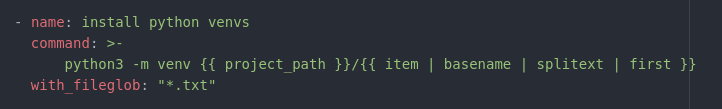 - name: install python venvs
command: >-
python3 -m venv {{ project_path }}/{{ item | basename | splitext | first }}
with_fileglob: "*.txt"